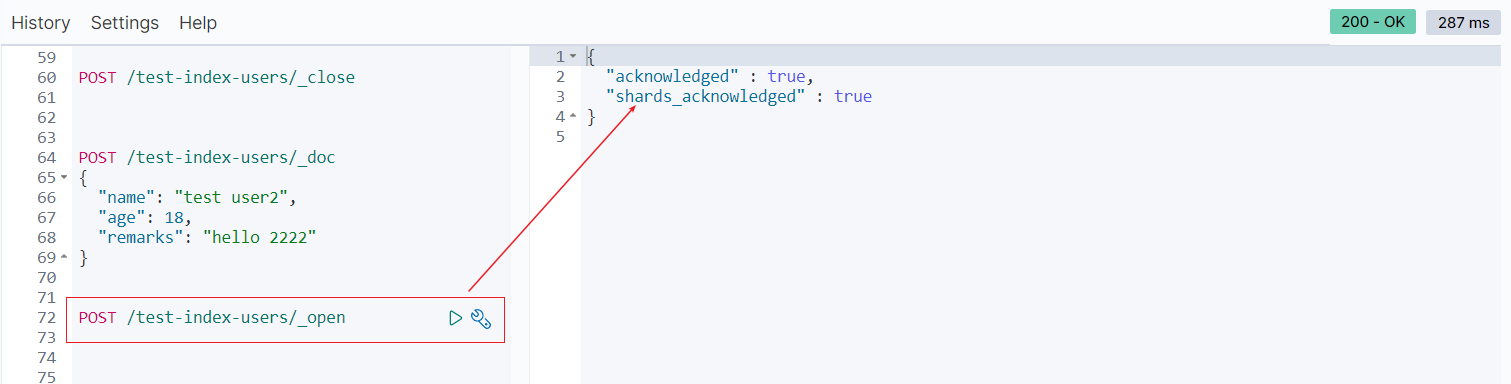 History Settings Help
200 - OK 287 ms
59
60 POST /test-index-users/_close
61
62
63
64 POST /test-index-users/_doc
65 {
66 "name": "test user2",
67 "age": 18,
68 "remarks": "hello 2222"
69 }
70
71
72 POST /test-index-users/_open
73
74
75
1 {
2 "acknowledged" : true,
3 "shards_acknowledged" : true
4 }
5